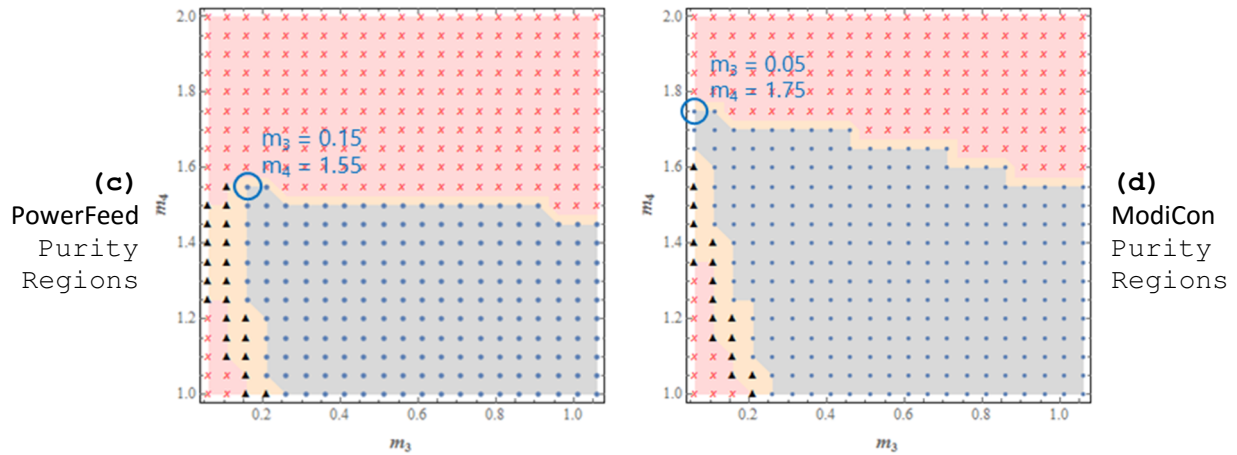 (c)
PowerFeed
Purity
Regions
m₄
2.0
1.8
1.6
1.4
1.2
1.0
m₃ = 0.15
m₄ = 1.55
0.2 0.4 0.6 0.8 1.0
m₃
m₄
2.0
1.8
1.6
1.4
1.2
1.0
m₃ = 0.05
m₄ = 1.75
0.2 0.4 0.6 0.8 1.0
m₃
(d)
ModiCon
Purity
Regions